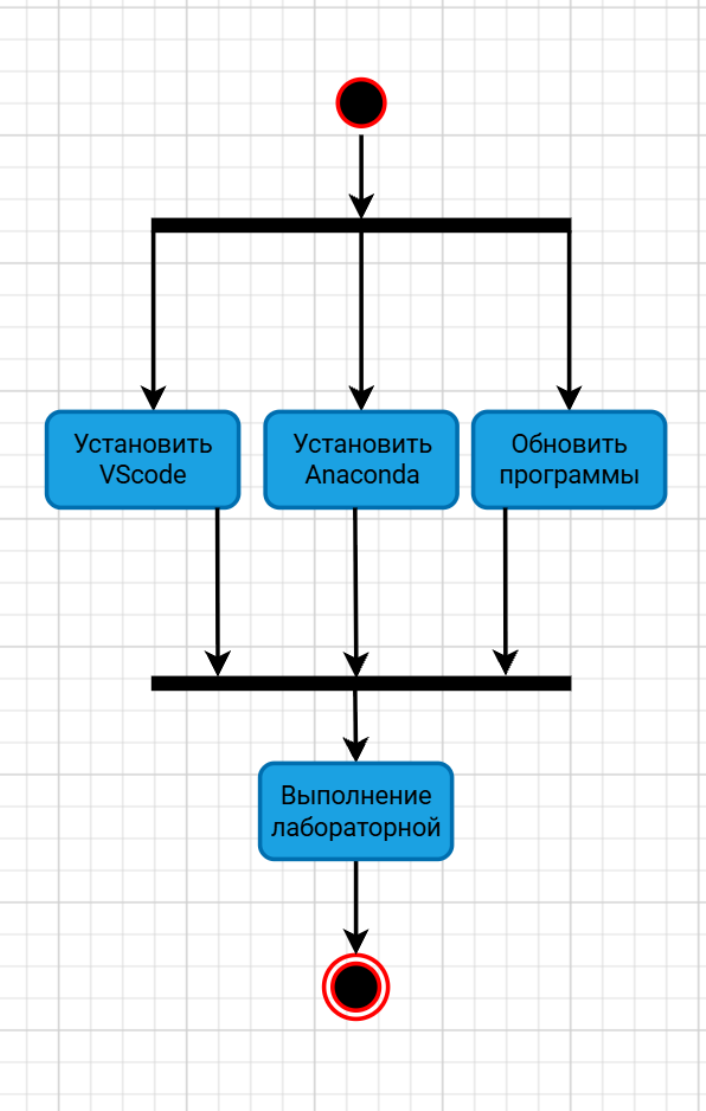 Установить
VScode
Установить
Anaconda
Обновить
программы
Выполнение
лабораторной